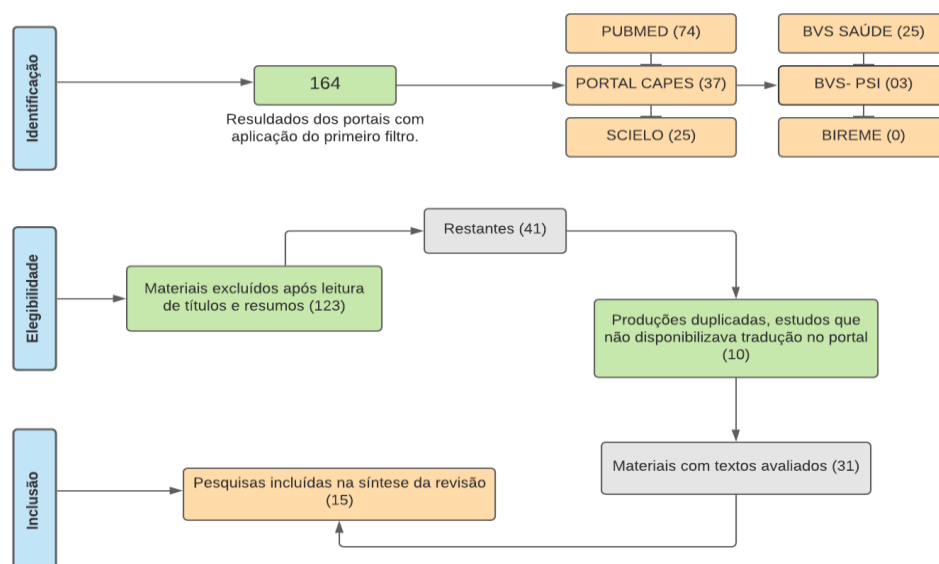 Identificação
164
Resuldados dos portais com
aplicação do primeiro filtro.
PUBMED (74)
PORTAL CAPES (37)
SCIELO (25)
BVS SAÚDE (25)
BVS- PSI (03)
BIREME (0)
Elegibilidade
Materiais excluídos após leitura
de títulos e resumos (123)
Restantes (41)
Produções duplicadas, estudos que
não disponibilizava tradução no portal
(10)
Materiais com textos avaliados (31)
Inclusão
Pesquisas incluídas na síntese da revisão
(15)